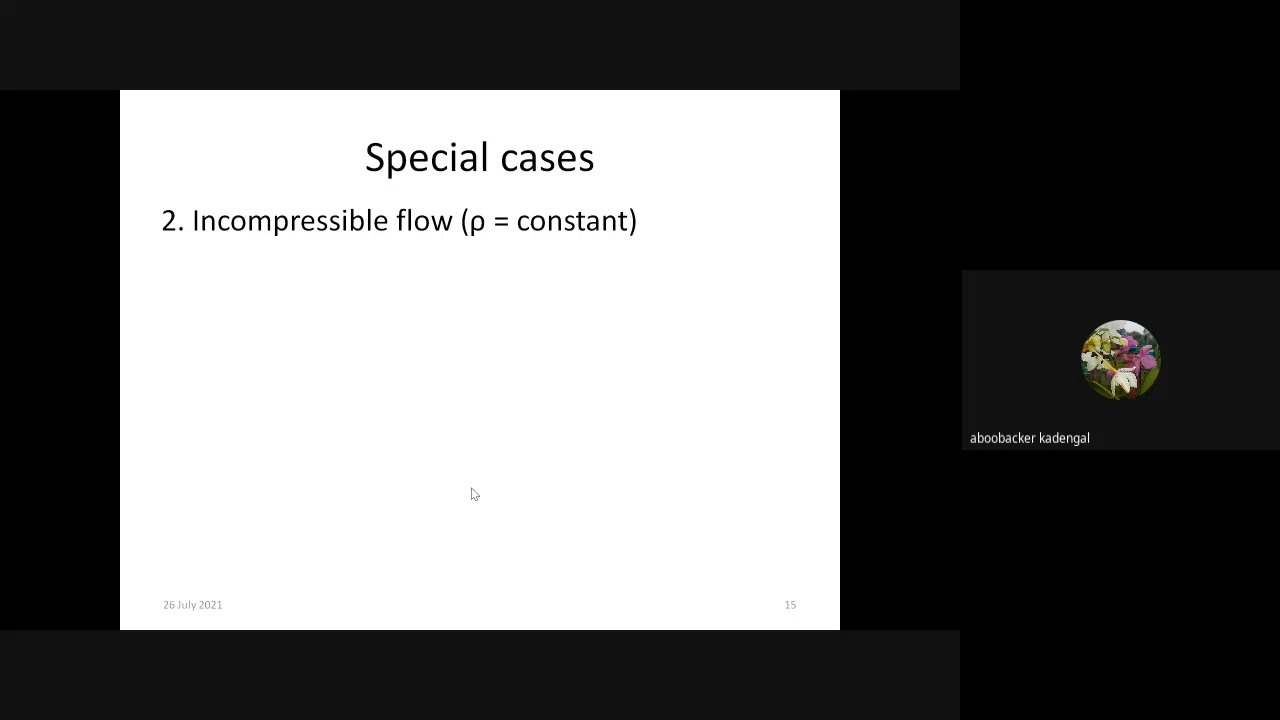 Special cases
2. Incompressible flow (ρ = constant)
aboobacker kadengal
26 July 2021
15